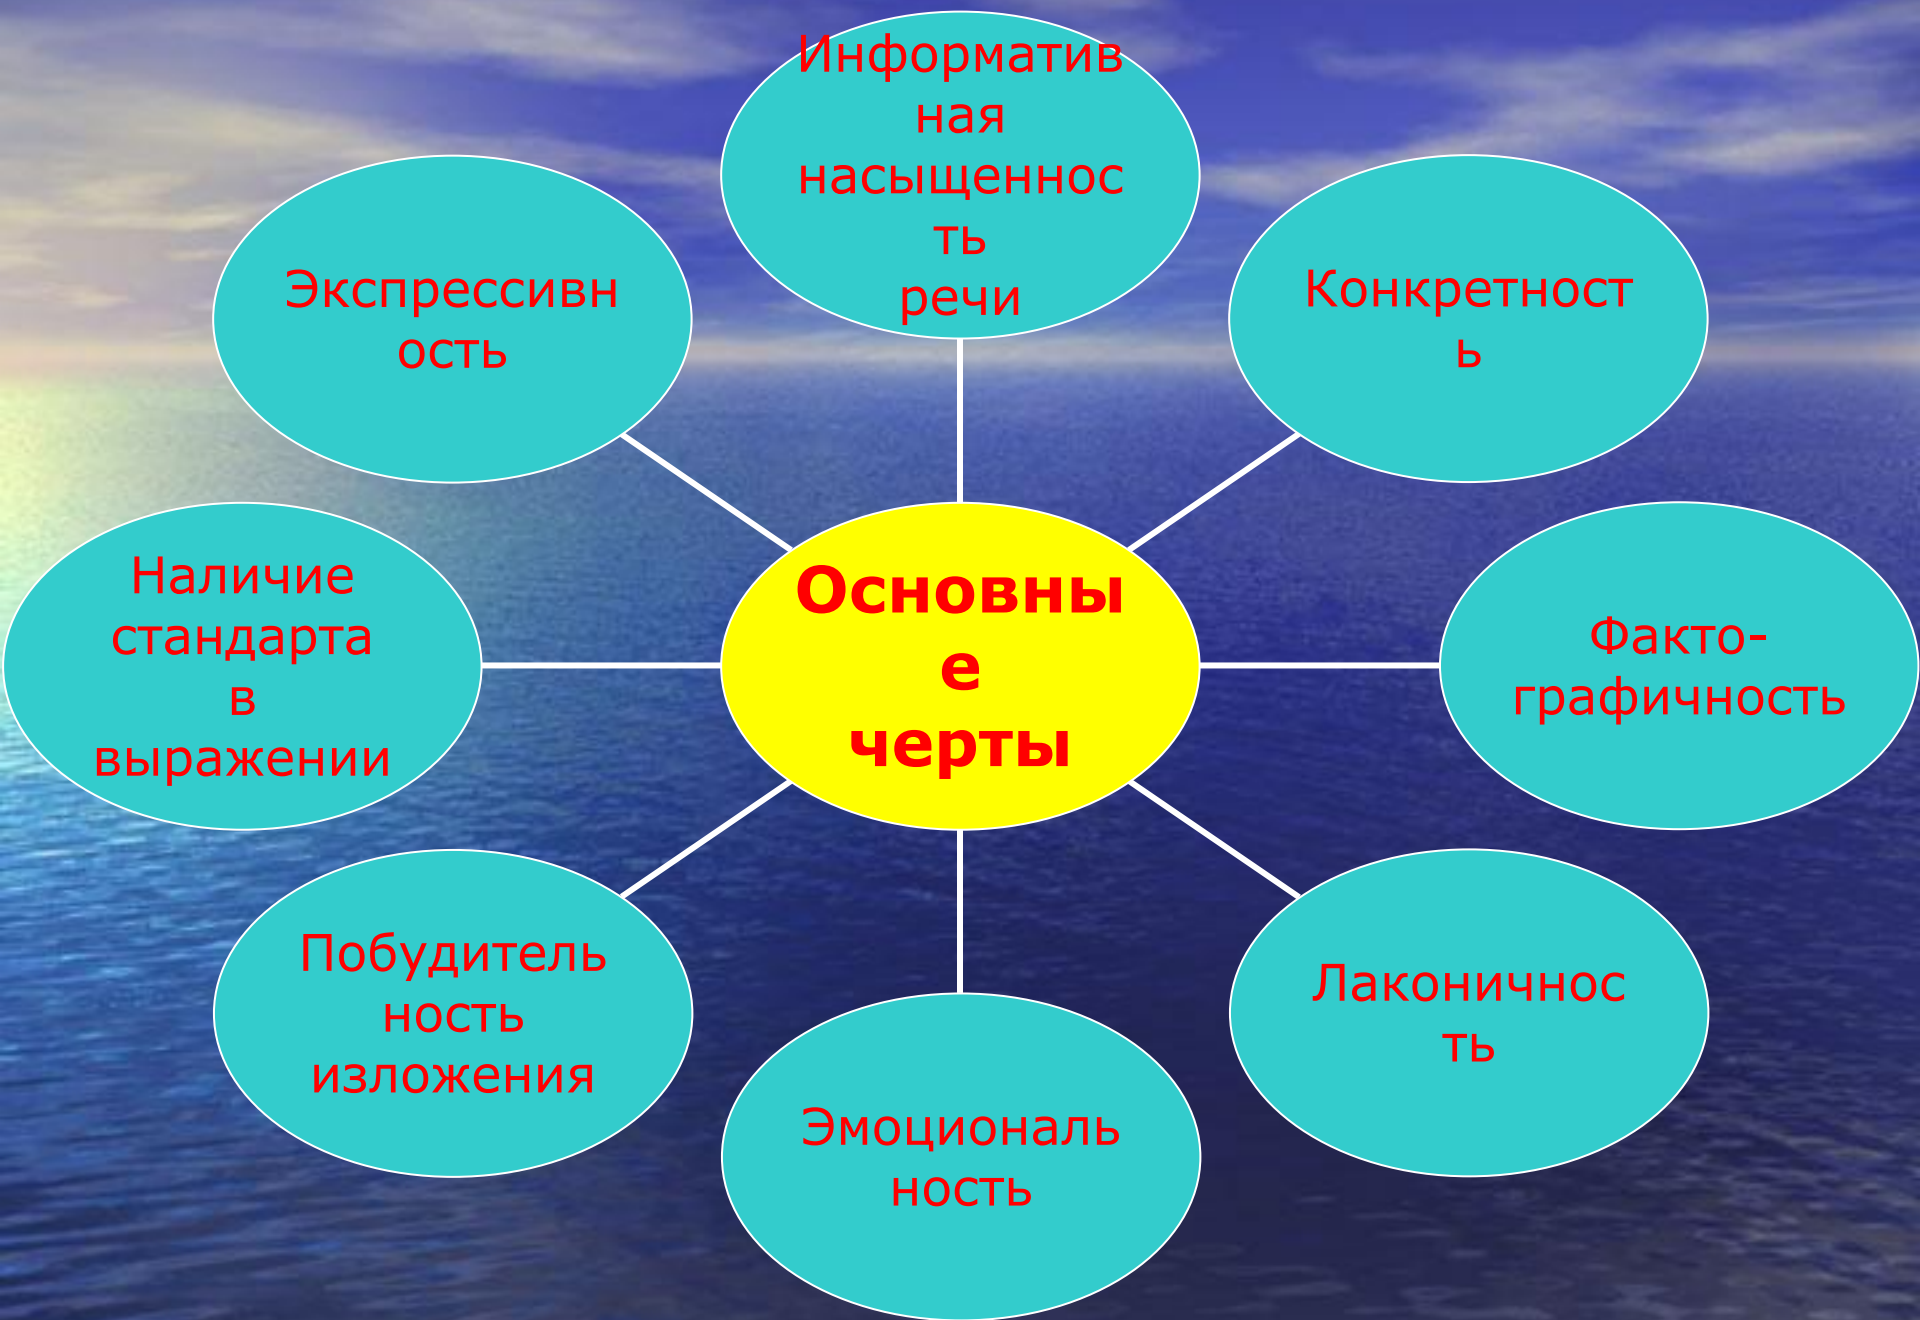 Информатив
ная
насыщеннос
ть
речи
Экспрессивн
ость
Конкретност
ь
Наличие
стандарта
в
выражении
Основны
е
черты
Факто-
графичность
Побудитель
ность
изложения
Лаконичнос
ть
Эмоциональ
ность